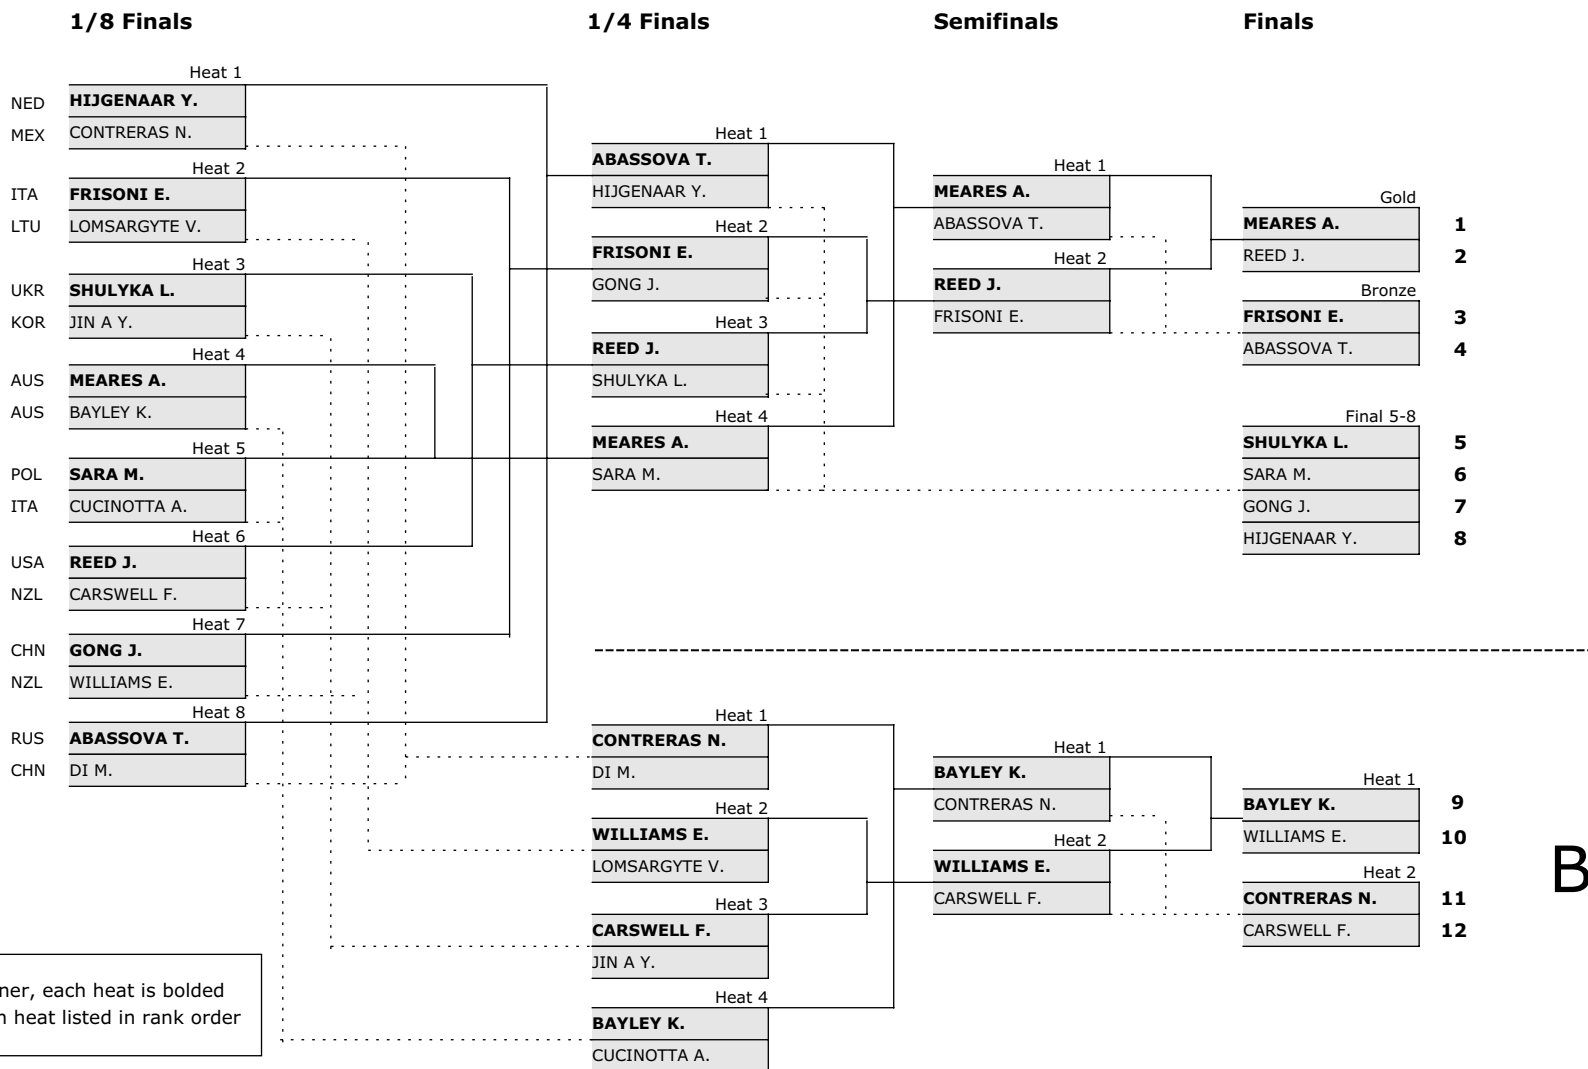 1/8 Finals 1/4 Finals Semifinals Finals
Heat 1
NED HIJGENAAR Y.
MEX CONTRERAS N.
Heat 2
ITA FRISONI E.
LTU LOMSARGYTE V.
Heat 3
UKR SHULYKA L.
KOR JIN A Y.
Heat 4
AUS MEARES A.
AUS BAYLEY K.
Heat 5
POL SARA M.
ITA CUCINOTTA A.
Heat 6
USA REED J.
NZL CARSWELL F.
Heat 7
CHN GONG J.
NZL WILLIAMS E.
Heat 8
RUS ABASSOVA T.
CHN DI M.
Heat 1
ABASSOVA T.
HIJGENAAR Y.
Heat 2
FRISONI E.
GONG J.
Heat 3
REED J.
SHULYKA L.
Heat 4
MEARES A.
SARA M.
Heat 1
MEARES A.
ABASSOVA T.
Heat 2
REED J.
FRISONI E.
Gold
MEARES A. 1
REED J. 2
Bronze
FRISONI E. 3
ABASSOVA T. 4
Final 5-8
SHULYKA L. 5
SARA M. 6
GONG J. 7
HIJGENAAR Y. 8
Heat 1
CONTRERAS N.
DI M.
Heat 2
WILLIAMS E.
LOMSARGYTE V.
Heat 3
CARSWELL F.
JIN A Y.
Heat 4
BAYLEY K.
CUCINOTTA A.
Heat 1
BAYLEY K.
CONTRERAS N.
Heat 2
WILLIAMS E.
CARSWELL F.
Heat 1
BAYLEY K. 9
WILLIAMS E. 10
Heat 2
CONTRERAS N. 11
CARSWELL F. 12
B
ner, each heat is bolded
heat listed in rank order